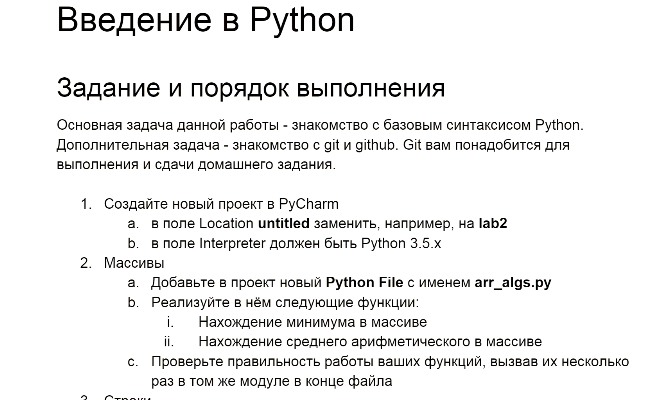 Введение в Python
Задание и порядок выполнения
Основная задача данной работы - знакомство с базовым синтаксисом Python.
Дополнительная задача - знакомство с git и github. Git вам понадобится для
выполнения и сдачи домашнего задания.
1. Создайте новый проект в PyCharm
a. в поле Location untitled заменить, например, на lab2
b. в поле Interpreter должен быть Python 3.5.x
2. Массивы
a. Добавьте в проект новый Python File с именем arr_algs.py
b. Реализуйте в нём следующие функции:
i. Нахождение минимума в массиве
ii. Нахождение среднего арифметического в массиве
c. Проверьте правильность работы ваших функций, вызвав их несколько
раз в том же модуле в конце файла
3. Строки